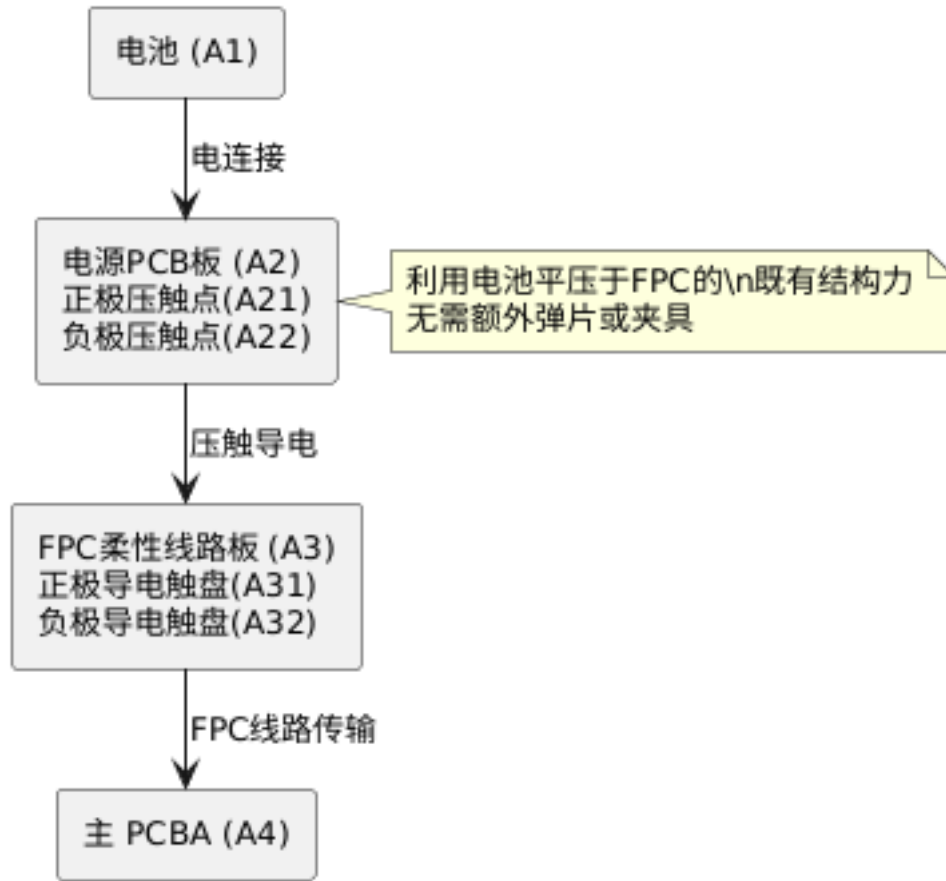 电池 (A1)
电连接
电源PCB板 (A2)
正极压触点(A21)
负极压触点(A22)
利用电池平压于FPC的\n既有结构力
无需额外弹片或夹具
压触导电
FPC柔性线路板 (A3)
正极导电触盘(A31)
负极导电触盘(A32)
FPC线路传输
主 PCBA (A4)